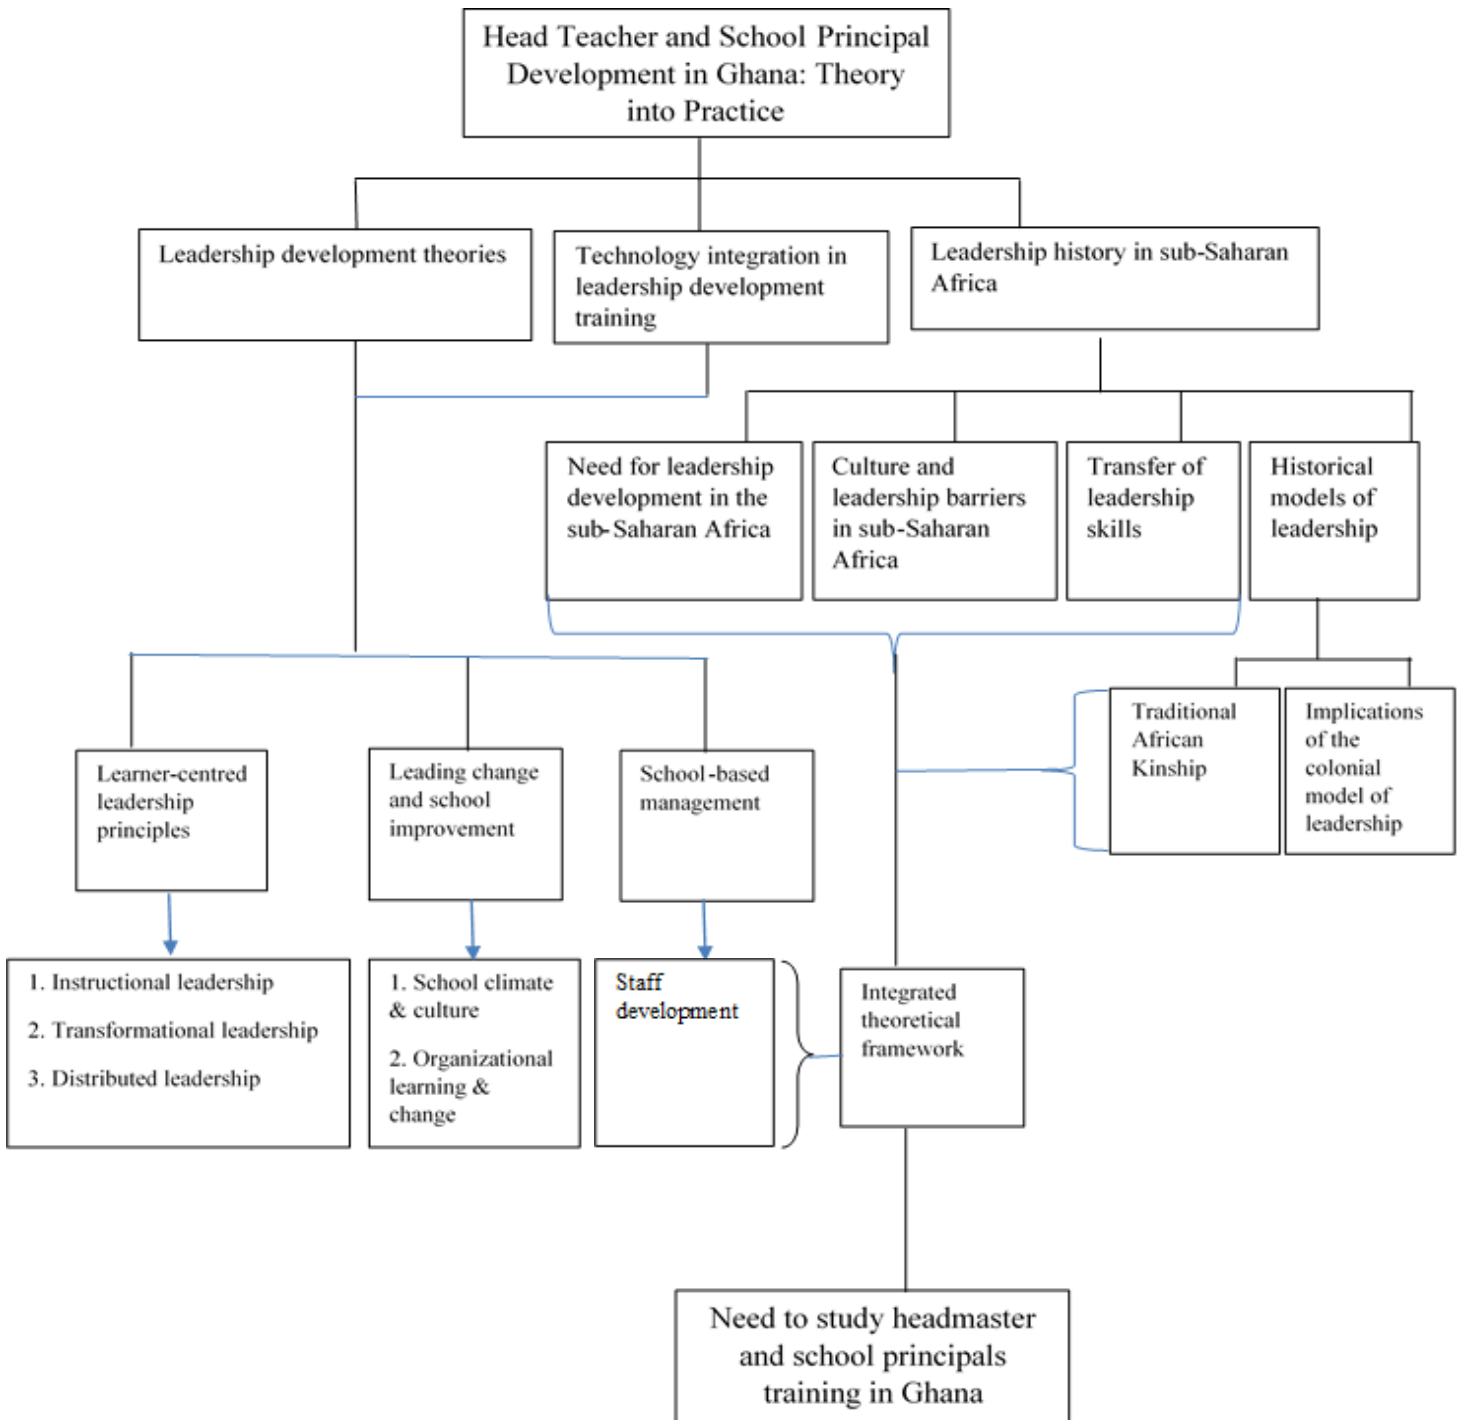 Head Teacher and School Principal
Development in Ghana: Theory
into Practice
Leadership development theories
Technology integration in
leadership development
training
Leadership history in sub-Saharan
Africa
Need for leadership
development in the
sub-Saharan Africa
Culture and
leadership barriers
in sub-Saharan
Africa
Transfer of
leadership
skills
Historical
models of
leadership
Traditional
African
Kinship
Implications
of the
colonial
model of
leadership
Learner-centred
leadership
principles
Leading change
and school
improvement
School-based
management
1. Instructional leadership
2. Transformational leadership
3. Distributed leadership
1. School climate
& culture
2. Organizational
learning &
change
Staff
development
Integrated
theoretical
framework
Need to study headmaster
and school principals
training in Ghana